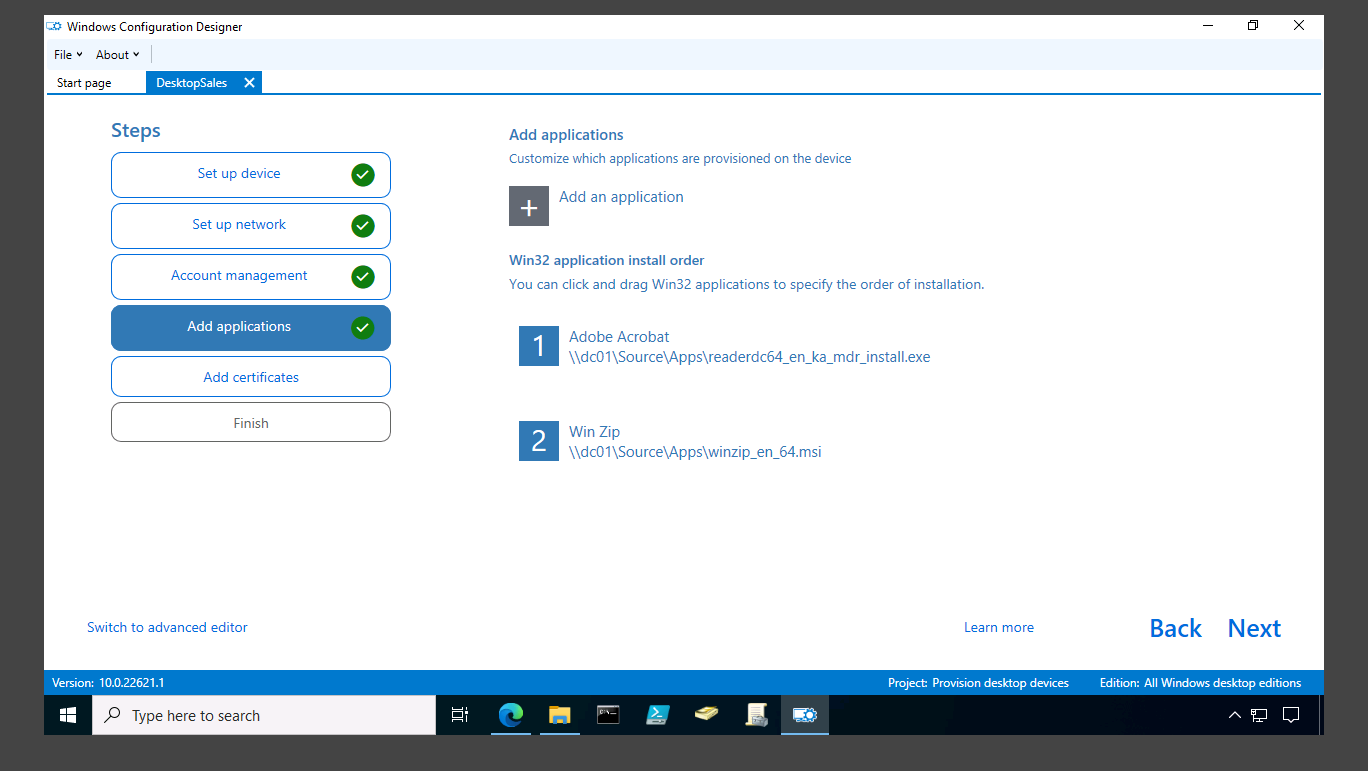 Windows Configuration Designer
File About
Start page DesktopSales
Steps
Set up device
Set up network
Account management
Add applications
Add certificates
Finish
Add applications
Customize which applications are provisioned on the device
+ Add an application
Win32 application install order
You can click and drag Win32 applications to specify the order of installation.
1 Adobe Acrobat
\\dc01\Source\Apps\readerdc64_en_ka_mdr_install.exe
2 Win Zip
\\dc01\Source\Apps\winzip_en_64.msi
Switch to advanced editor Learn more Back Next
Version: 10.0.22621.1 Project: Provision desktop devices Edition: All Windows desktop editions
Type here to search